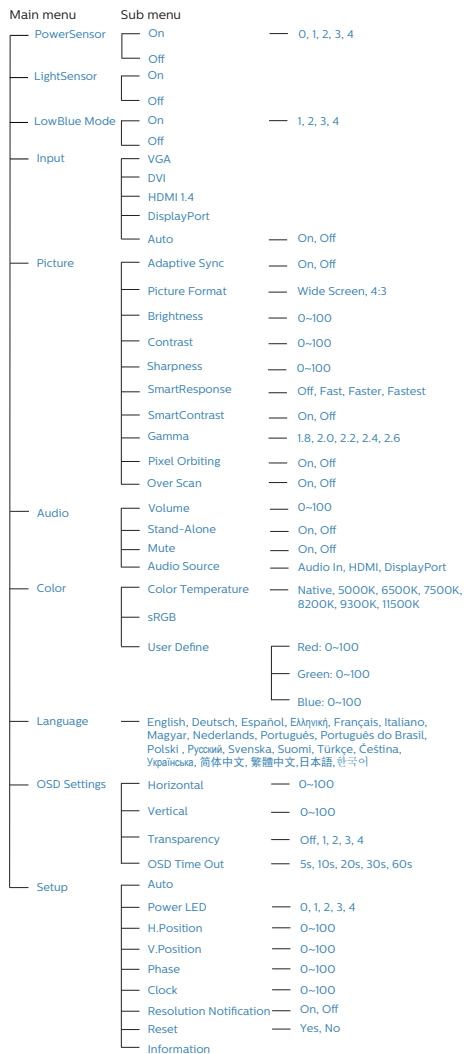 Main menu Sub menu
PowerSensor On 0, 1, 2, 3, 4
Off
LightSensor On
Off
LowBlue Mode On 1, 2, 3, 4
Off
Input VGA
DVI
HDMI 1.4
DisplayPort
Auto On, Off
Picture Adaptive Sync On, Off
Picture Format Wide Screen, 4:3
Brightness 0~100
Contrast 0~100
Sharpness 0~100
SmartResponse Off, Fast, Faster, Fastest
SmartContrast On, Off
Gamma 1.8, 2.0, 2.2, 2.4, 2.6
Pixel Orbiting On, Off
Over Scan On, Off
Audio Volume 0~100
Stand-Alone On, Off
Mute On, Off
Audio Source Audio In, HDMI, DisplayPort
Color Color Temperature Native, 5000K, 6500K, 7500K,
8200K, 9300K, 11500K
sRGB
User Define Red: 0~100
Green: 0~100
Blue: 0~100
Language English, Deutsch, Español, Ελληνική, Français, Italiano,
Magyar, Nederlands, Português, Português do Brasil,
Polski , Русский, Svenska, Suomi, Türkçe, Čeština,
Українська, 简体中文, 繁體中文,日本語,한국어
OSD Settings Horizontal 0~100
Vertical 0~100
Transparency Off, 1, 2, 3, 4
OSD Time Out 5s, 10s, 20s, 30s, 60s
Setup Auto
Power LED 0, 1, 2, 3, 4
H.Position 0~100
V.Position 0~100
Phase 0~100
Clock 0~100
Resolution Notification On, Off
Reset Yes, No
Information